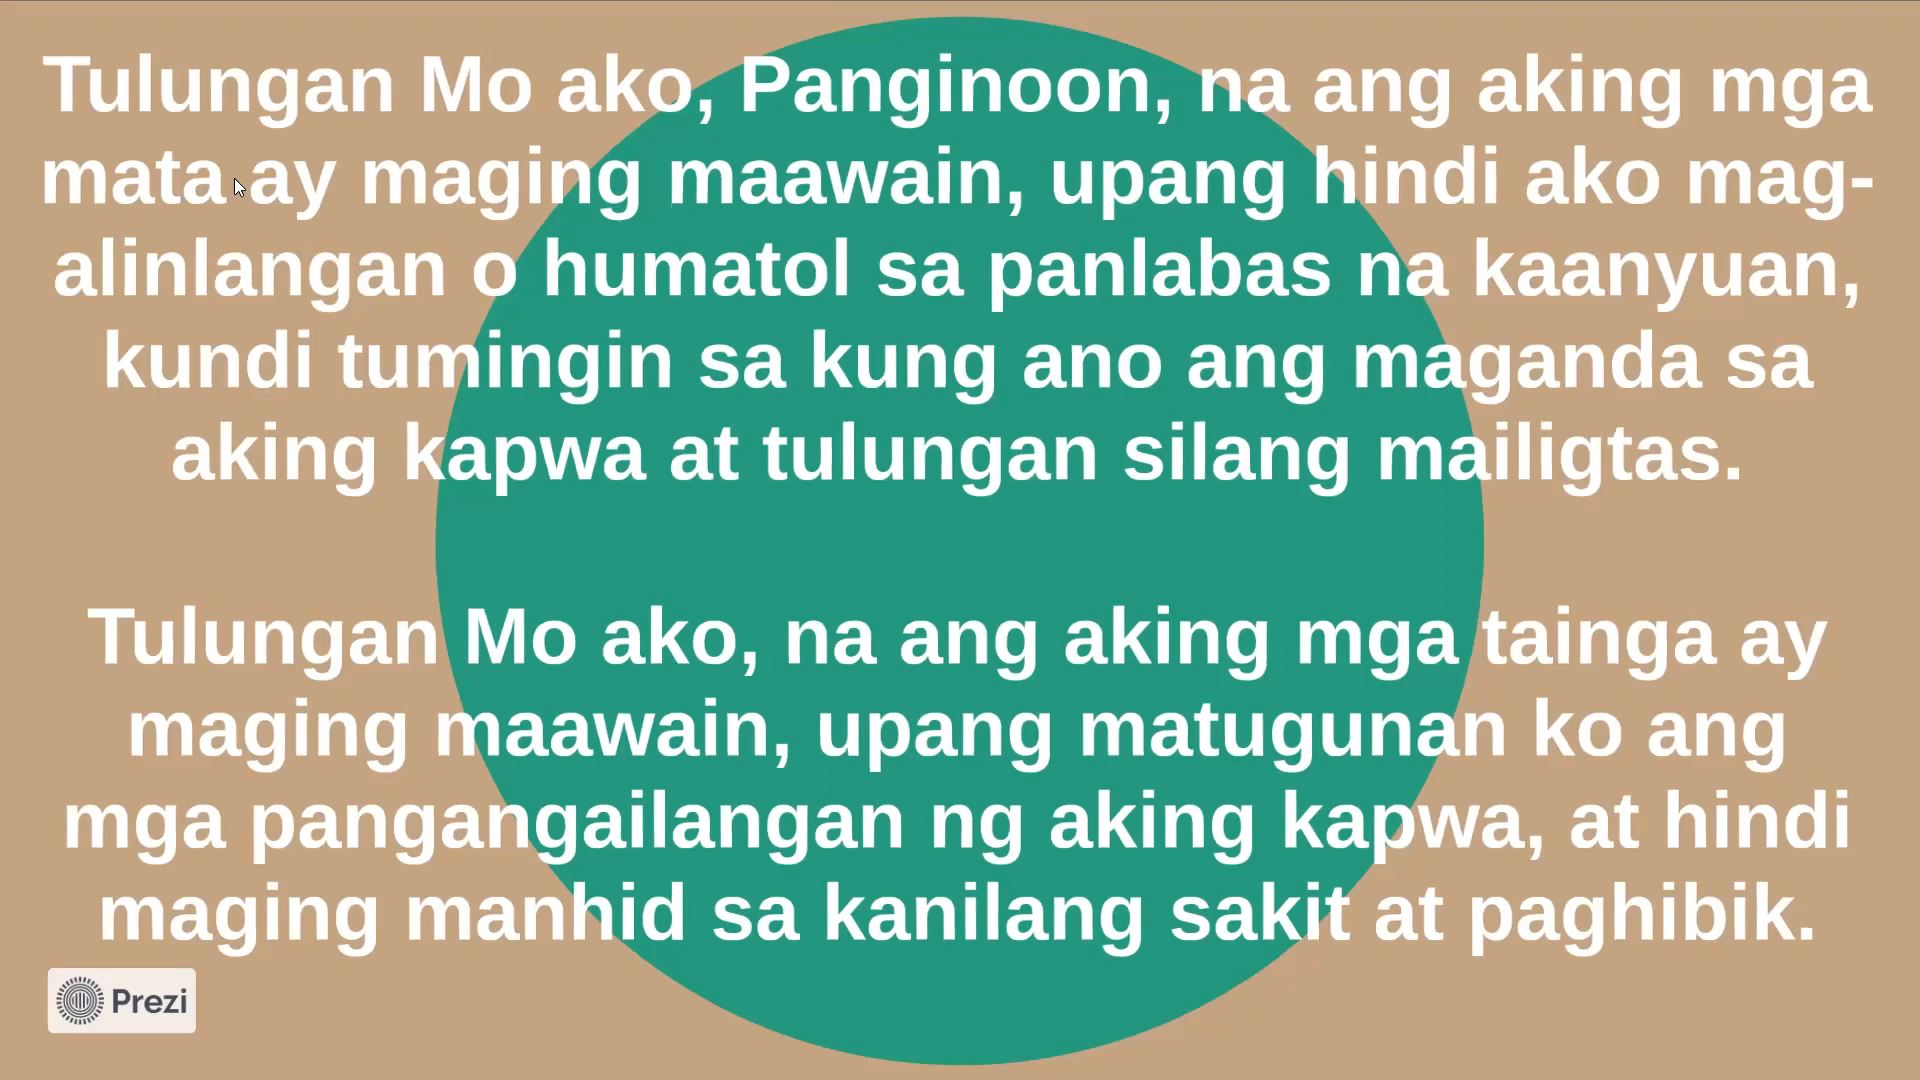 Tulungan Mo ako, Panginoon, na ang aking mga
mata ay maging maawain, upang hindi ako mag-
alinlangan o humatol sa panlabas na kaanyuan,
kundi tumingin sa kung ano ang maganda sa
aking kapwa at tulungan silang mailigtas.
Tulungan Mo ako, na ang aking mga tainga ay
maging maawain, upang matugunan ko ang
mga pangangailangan ng aking kapwa, at hindi
maging manhid sa kanilang sakit at paghibik.
Prezi